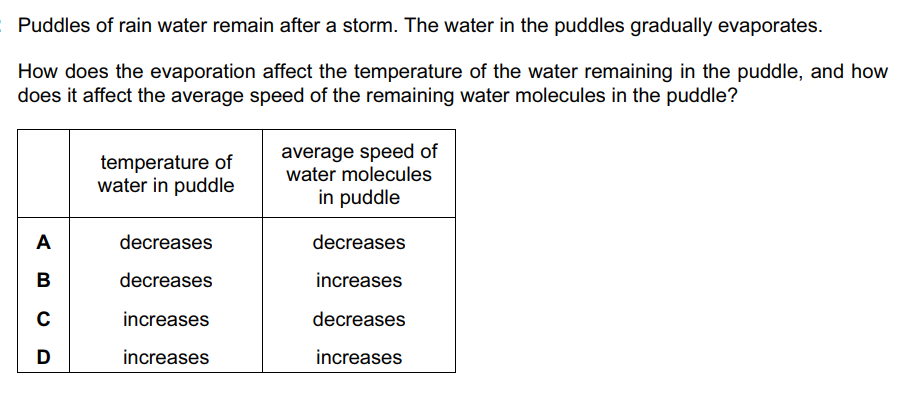 Puddles of rain water remain after a storm. The water in the puddles gradually evaporates.
How does the evaporation affect the temperature of the water remaining in the puddle, and how
does it affect the average speed of the remaining water molecules in the puddle?
temperature of
water in puddle
average speed of
water molecules
in puddle
A decreases decreases
B decreases increases
C increases decreases
D increases increases